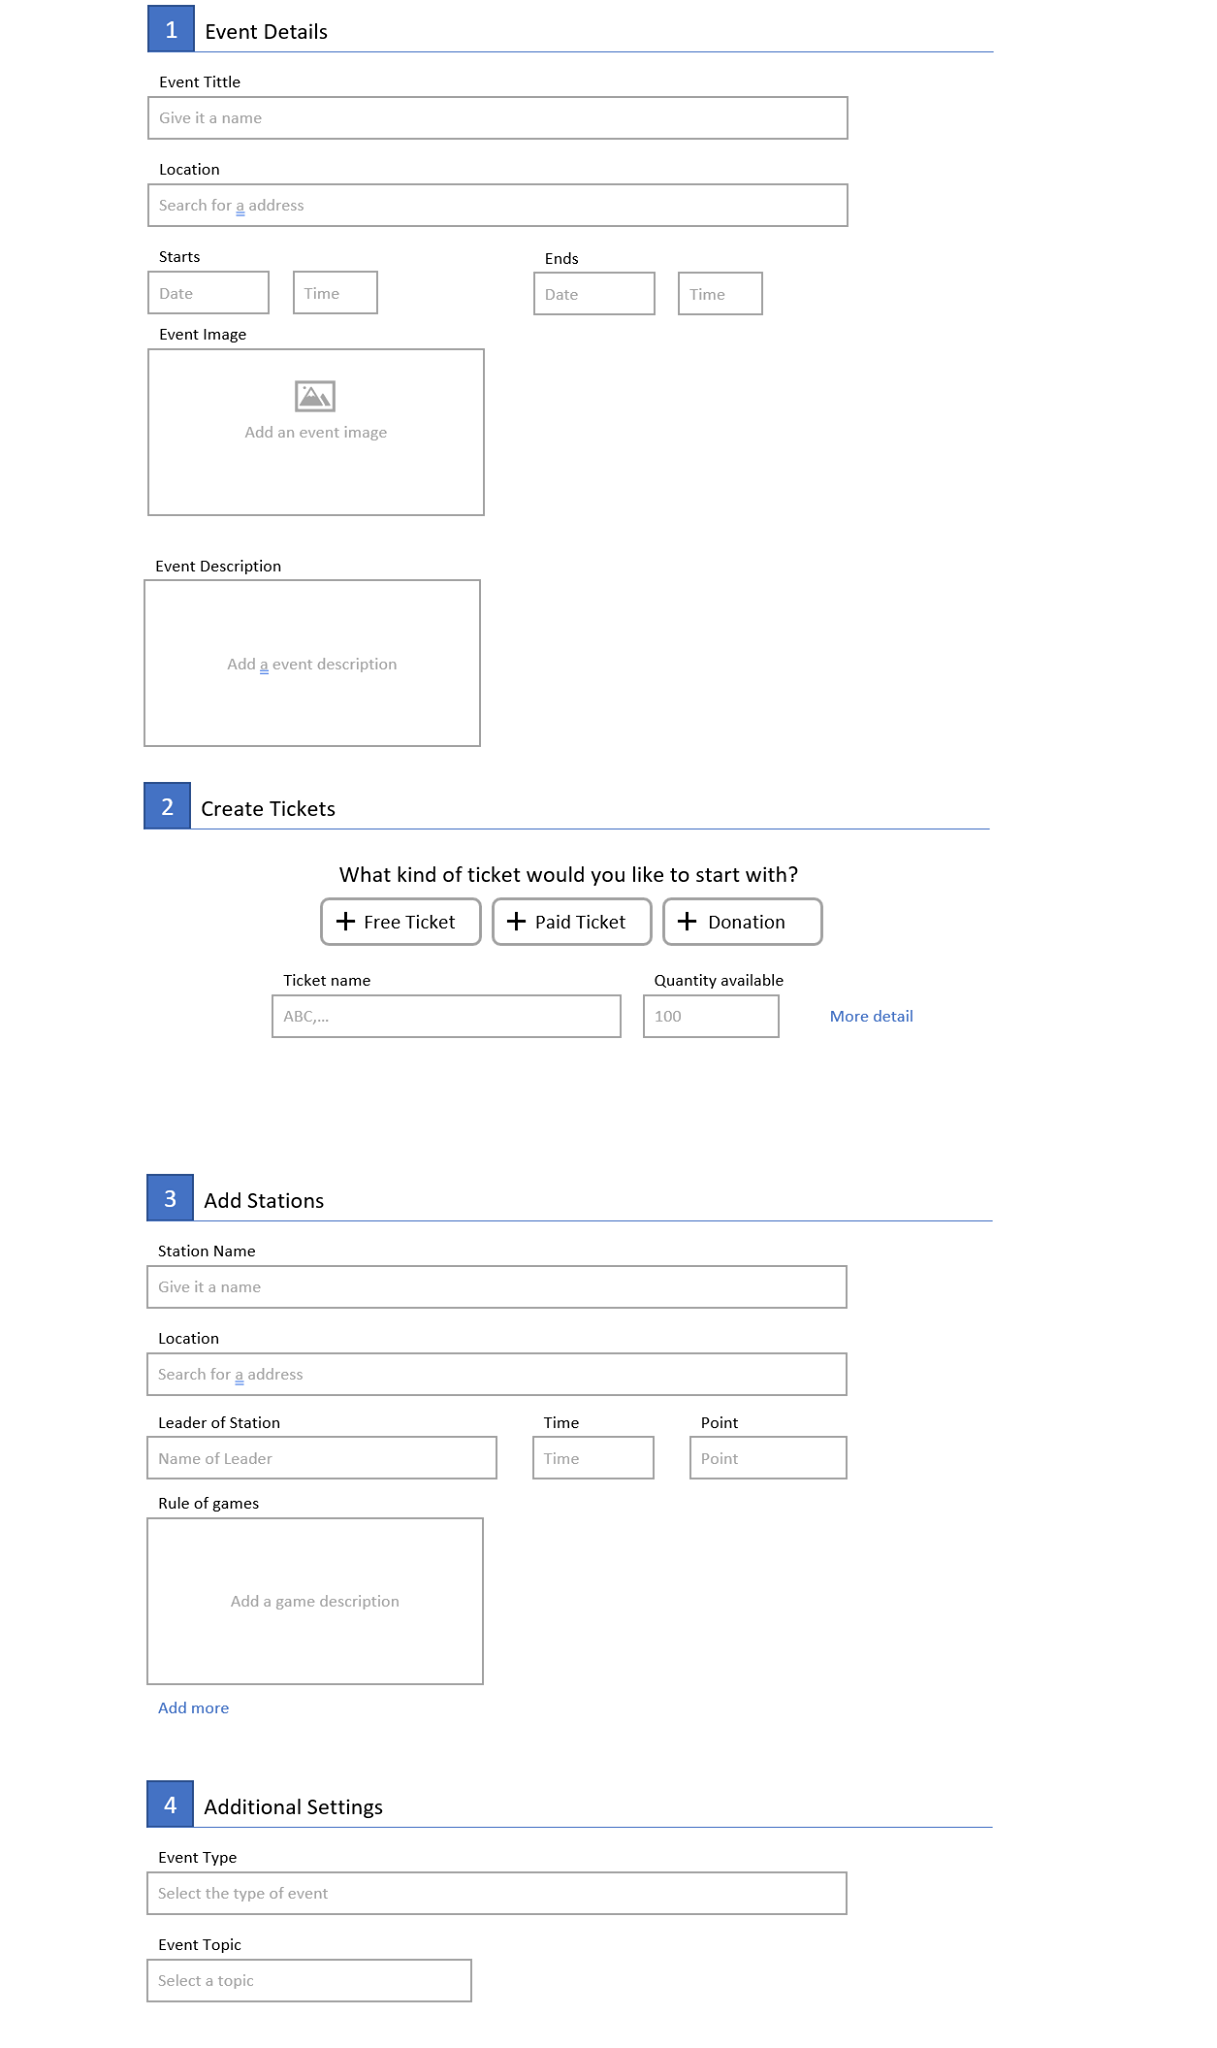 1 Event Details
Event Tittle
Give it a name
Location
Search for a address
Starts Ends
Date Time Date Time
Event Image
Add an event image
Event Description
Add a event description
2 Create Tickets
What kind of ticket would you like to start with?
+ Free Ticket + Paid Ticket + Donation
Ticket name Quantity available
ABC,... 100 More detail
3 Add Stations
Station Name
Give it a name
Location
Search for a address
Leader of Station Time Point
Name of Leader Time Point
Rule of games
Add a game description
Add more
4 Additional Settings
Event Type
Select the type of event
Event Topic
Select a topic